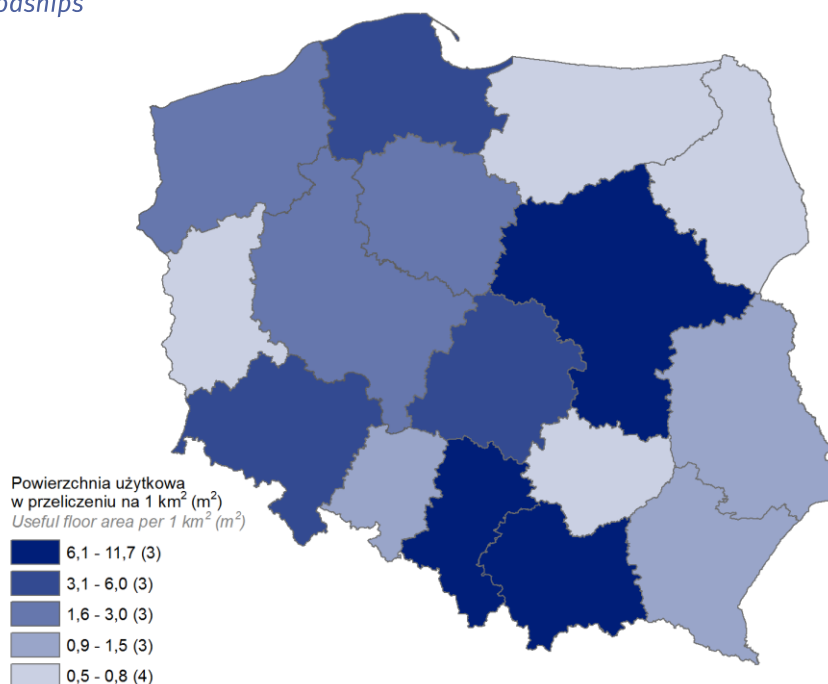 Powierzchnia użytkowa
w przeliczeniu na 1 km² (m²)
Useful floor area per 1 km² (m²)
6,1 - 11,7 (3)
3,1 - 6,0 (3)
1,6 - 3,0 (3)
0,9 - 1,5 (3)
0,5 - 0,8 (4)